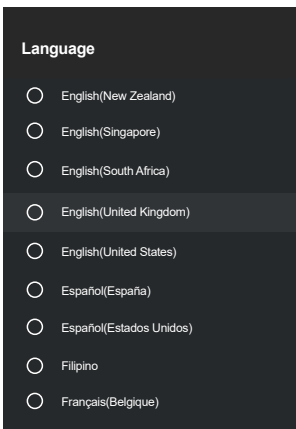 Language
English(New Zealand)
English(Singapore)
English(South Africa)
English(United Kingdom)
English(United States)
Español(España)
Español(Estados Unidos)
Filipino
Français(Belgique)